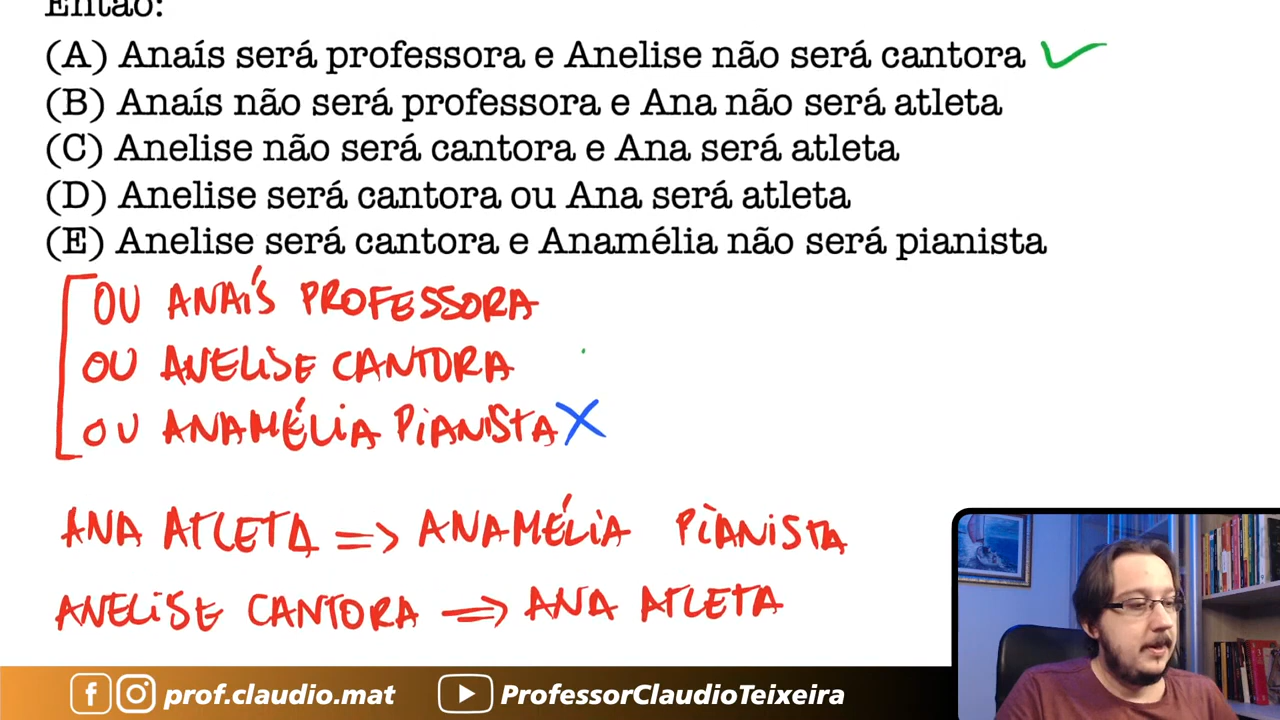 Então:
(A) Anaís será professora e Anelise não será cantora
(B) Anaís não será professora e Ana não será atleta
(C) Anelise não será cantora e Ana será atleta
(D) Anelise será cantora ou Ana será atleta
(E) Anelise será cantora e Anamélia não será pianista
OU ANAÍS PROFESSORA
OU ANELISE CANTORA
OU ANAMÉLIA PIANISTA X
ANA ATLETA => ANAMÉLIA PIANISTA
ANELISE CANTORA => ANA ATLETA
prof.claudio.mat ProfessorClaudioTeixeira